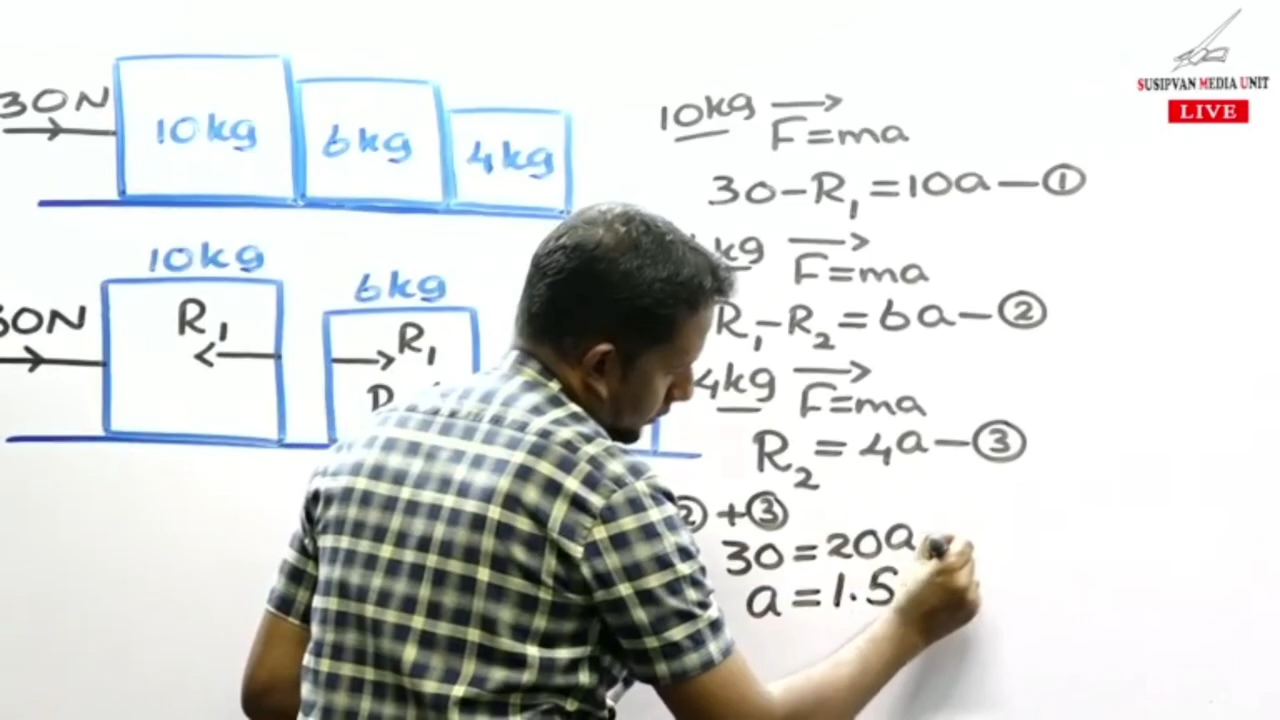 30N
10kg
6kg
4kg
10kg
6kg
30N
R₁
R₁
10kg
F=ma
30-R₁=10a-①
kg
F=ma
R₁-R₂=6a-②
4kg
F=ma
R₂=4a-③
②+③
30=20a
a=1.5
SUSIPVAN MEDIA UNIT
LIVE